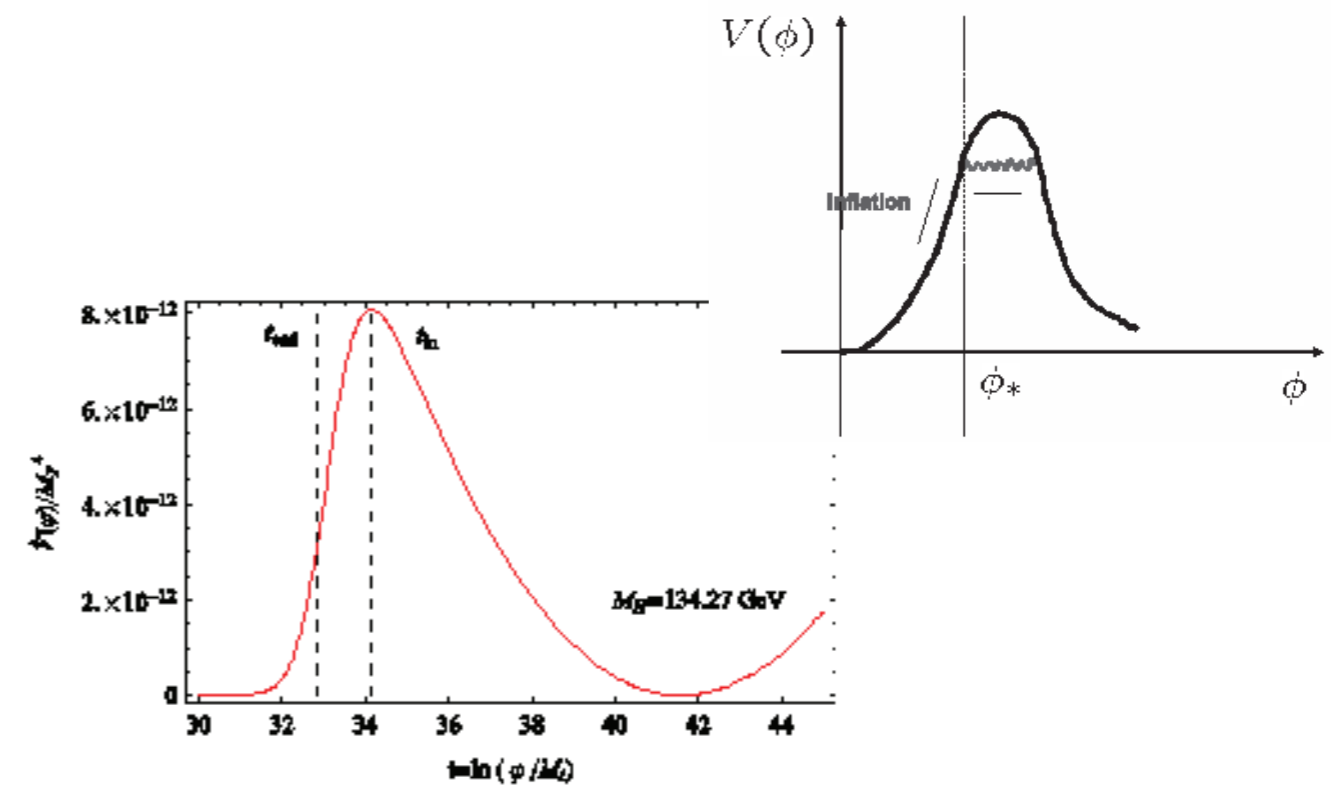 V(ϕ)
Inflation
ϕ*
ϕ
8.×10⁻¹²
6.×10⁻¹²
4.×10⁻¹²
2.×10⁻¹²
0
M_H=134.27 GeV
30 32 34 36 38 40 42 44